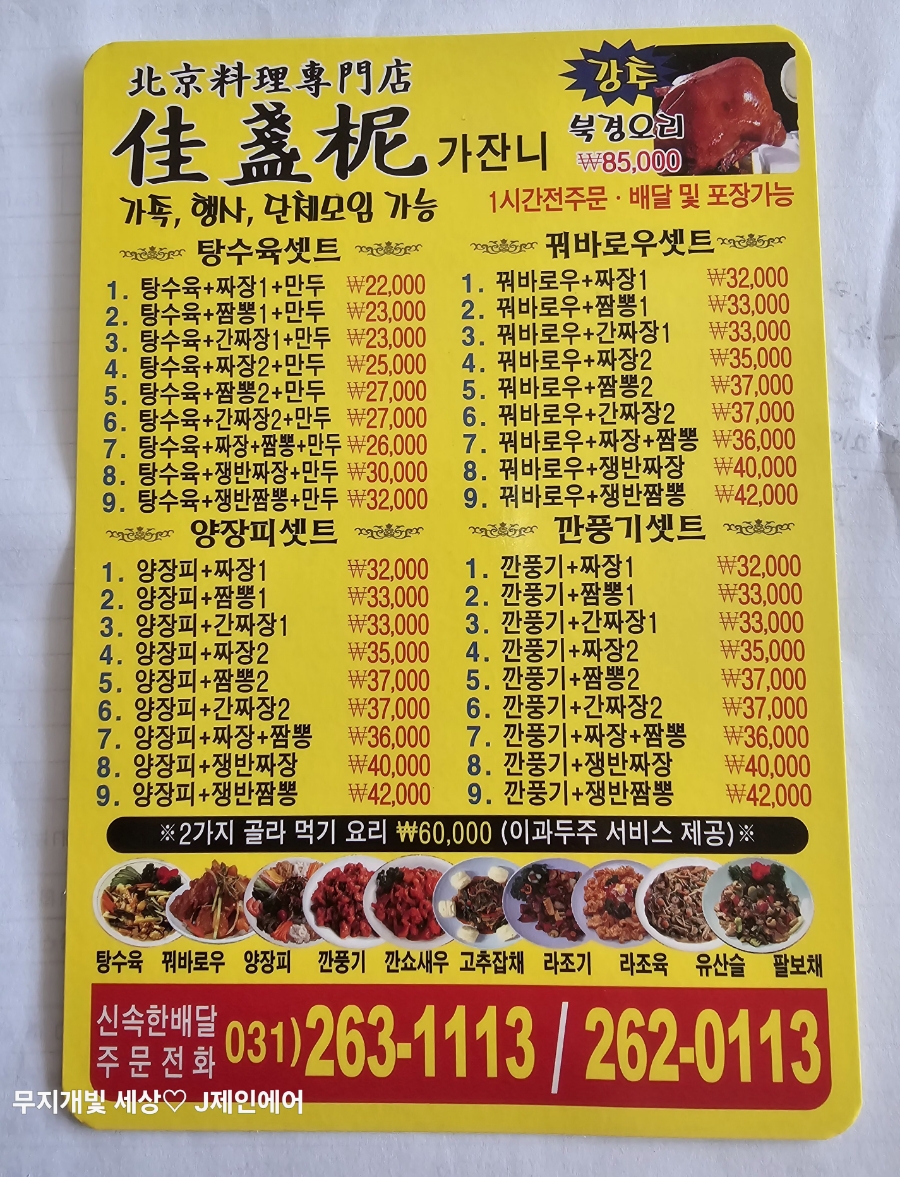 北京料理專門店
佳盞柅 가잔니
가족, 행사, 단체모임 가능
강추
북경오리
₩85,000
1시간전주문 · 배달 및 포장가능
탕수육셋트
1. 탕수육+짜장1+만두 ₩22,000
2. 탕수육+짬뽕1+만두 ₩23,000
3. 탕수육+간짜장1+만두 ₩23,000
4. 탕수육+짜장2+만두 ₩25,000
5. 탕수육+짬뽕2+만두 ₩27,000
6. 탕수육+간짜장2+만두 ₩27,000
7. 탕수육+짜장+짬뽕+만두 ₩26,000
8. 탕수육+쟁반짜장+만두 ₩30,000
9. 탕수육+쟁반짬뽕+만두 ₩32,000
꿔바로우셋트
1. 꿔바로우+짜장1 ₩32,000
2. 꿔바로우+짬뽕1 ₩33,000
3. 꿔바로우+간짜장1 ₩33,000
4. 꿔바로우+짜장2 ₩35,000
5. 꿔바로우+짬뽕2 ₩37,000
6. 꿔바로우+간짜장2 ₩37,000
7. 꿔바로우+짜장+짬뽕 ₩36,000
8. 꿔바로우+쟁반짜장 ₩40,000
9. 꿔바로우+쟁반짬뽕 ₩42,000
양장피셋트
1. 양장피+짜장1 ₩32,000
2. 양장피+짬뽕1 ₩33,000
3. 양장피+간짜장1 ₩33,000
4. 양장피+짜장2 ₩35,000
5. 양장피+짬뽕2 ₩37,000
6. 양장피+간짜장2 ₩37,000
7. 양장피+짜장+짬뽕 ₩36,000
8. 양장피+쟁반짜장 ₩40,000
9. 양장피+쟁반짬뽕 ₩42,000
깐풍기셋트
1. 깐풍기+짜장1 ₩32,000
2. 깐풍기+짬뽕1 ₩33,000
3. 깐풍기+간짜장1 ₩33,000
4. 깐풍기+짜장2 ₩35,000
5. 깐풍기+짬뽕2 ₩37,000
6. 깐풍기+간짜장2 ₩37,000
7. 깐풍기+짜장+짬뽕 ₩36,000
8. 깐풍기+쟁반짜장 ₩40,000
9. 깐풍기+쟁반짬뽕 ₩42,000
※2가지 골라 먹기 요리 ₩60,000 (이과두주 서비스 제공)※
탕수육 꿔바로우 양장피 깐풍기 깐쇼새우 고추잡채 라조기 라조육 유산슬 팔보채
신속한배달
주문전화
031)263-1113 / 262-0113
무지개빛 세상♡ J제인에어